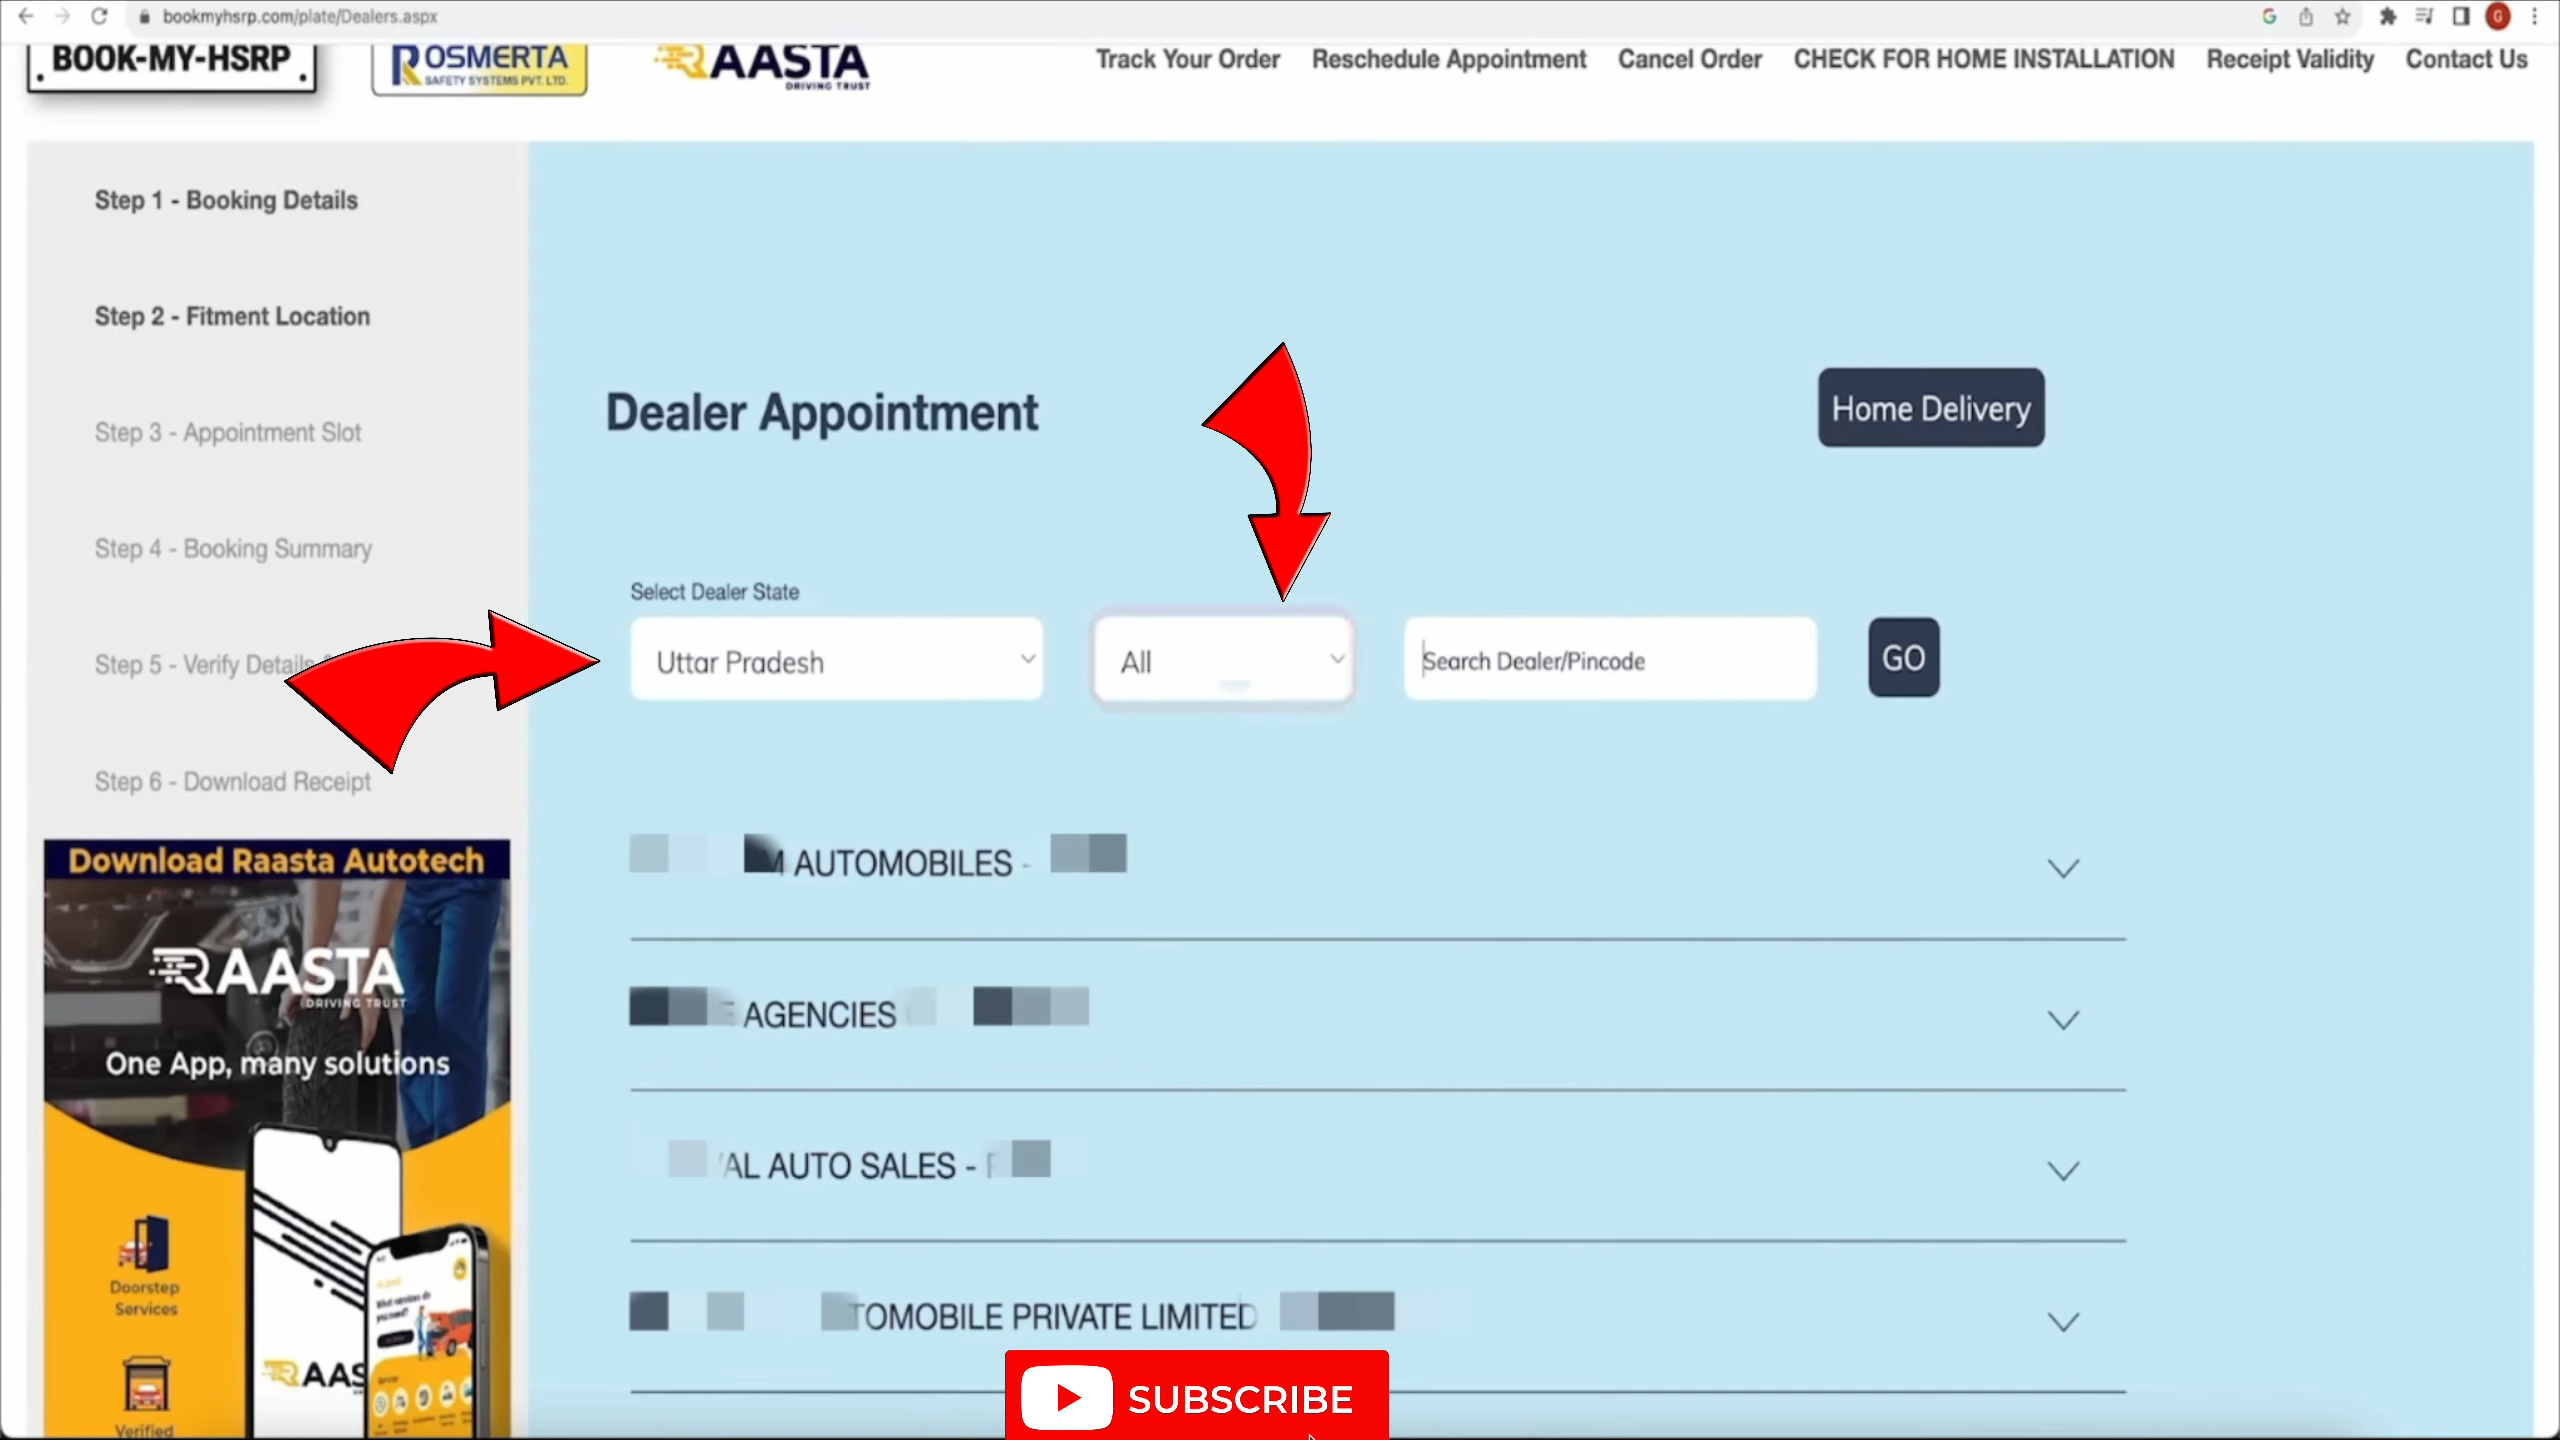 bookmyhsrp.com/plate/Dealers.aspx
BOOK-MY-HSRP
ROSMERTA
SAFETY SYSTEMS PVT. LTD.
RAASTA
DRIVING TRUST
Track Your Order
Reschedule Appointment
Cancel Order
CHECK FOR HOME INSTALLATION
Receipt Validity
Contact Us
Step 1 - Booking Details
Step 2 - Fitment Location
Step 3 - Appointment Slot
Step 4 - Booking Summary
Step 5 - Verify Details
Step 6 - Download Receipt
Dealer Appointment
Home Delivery
Select Dealer State
Uttar Pradesh
All
Search Dealer/Pincode
GO
AUTOMOBILES -
AGENCIES
AUTO SALES -
PRIVATE LIMITED
Download Raasta Autotech
RAASTA
DRIVING TRUST
One App, many solutions
Doorstep
Services
Verified
SUBSCRIBE